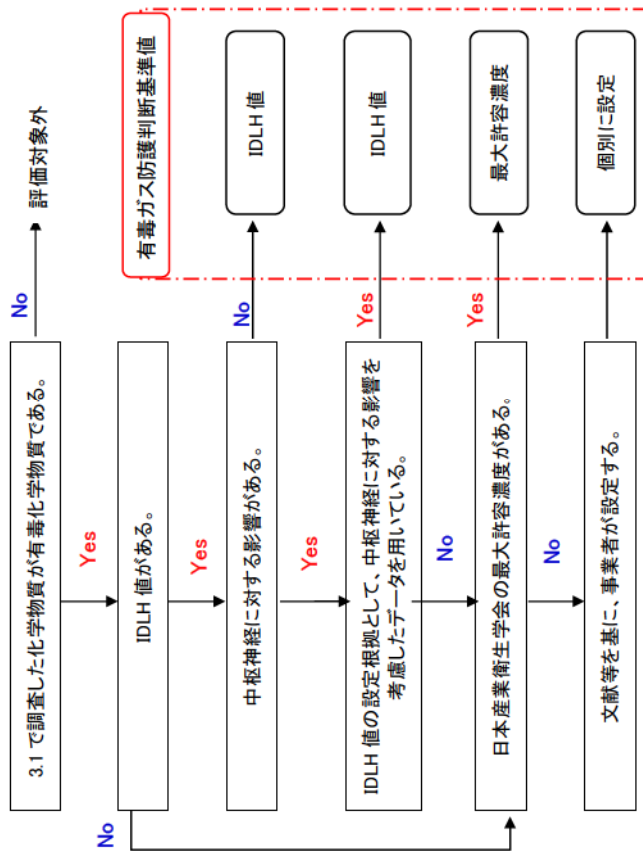 3.1 で調査した化学物質が有毒化学物質である。
No
評価対象外
Yes
有毒ガス防護判断基準値
IDLH 値がある。
No
Yes
中枢神経に対する影響がある。
No
IDLH 値
Yes
IDLH 値の設定根拠として、中枢神経に対する影響を
考慮したデータを用いている。
Yes
IDLH 値
No
日本産業衛生学会の最大許容濃度がある。
Yes
最大許容濃度
No
文献等を基に、事業者が設定する。
個別に設定